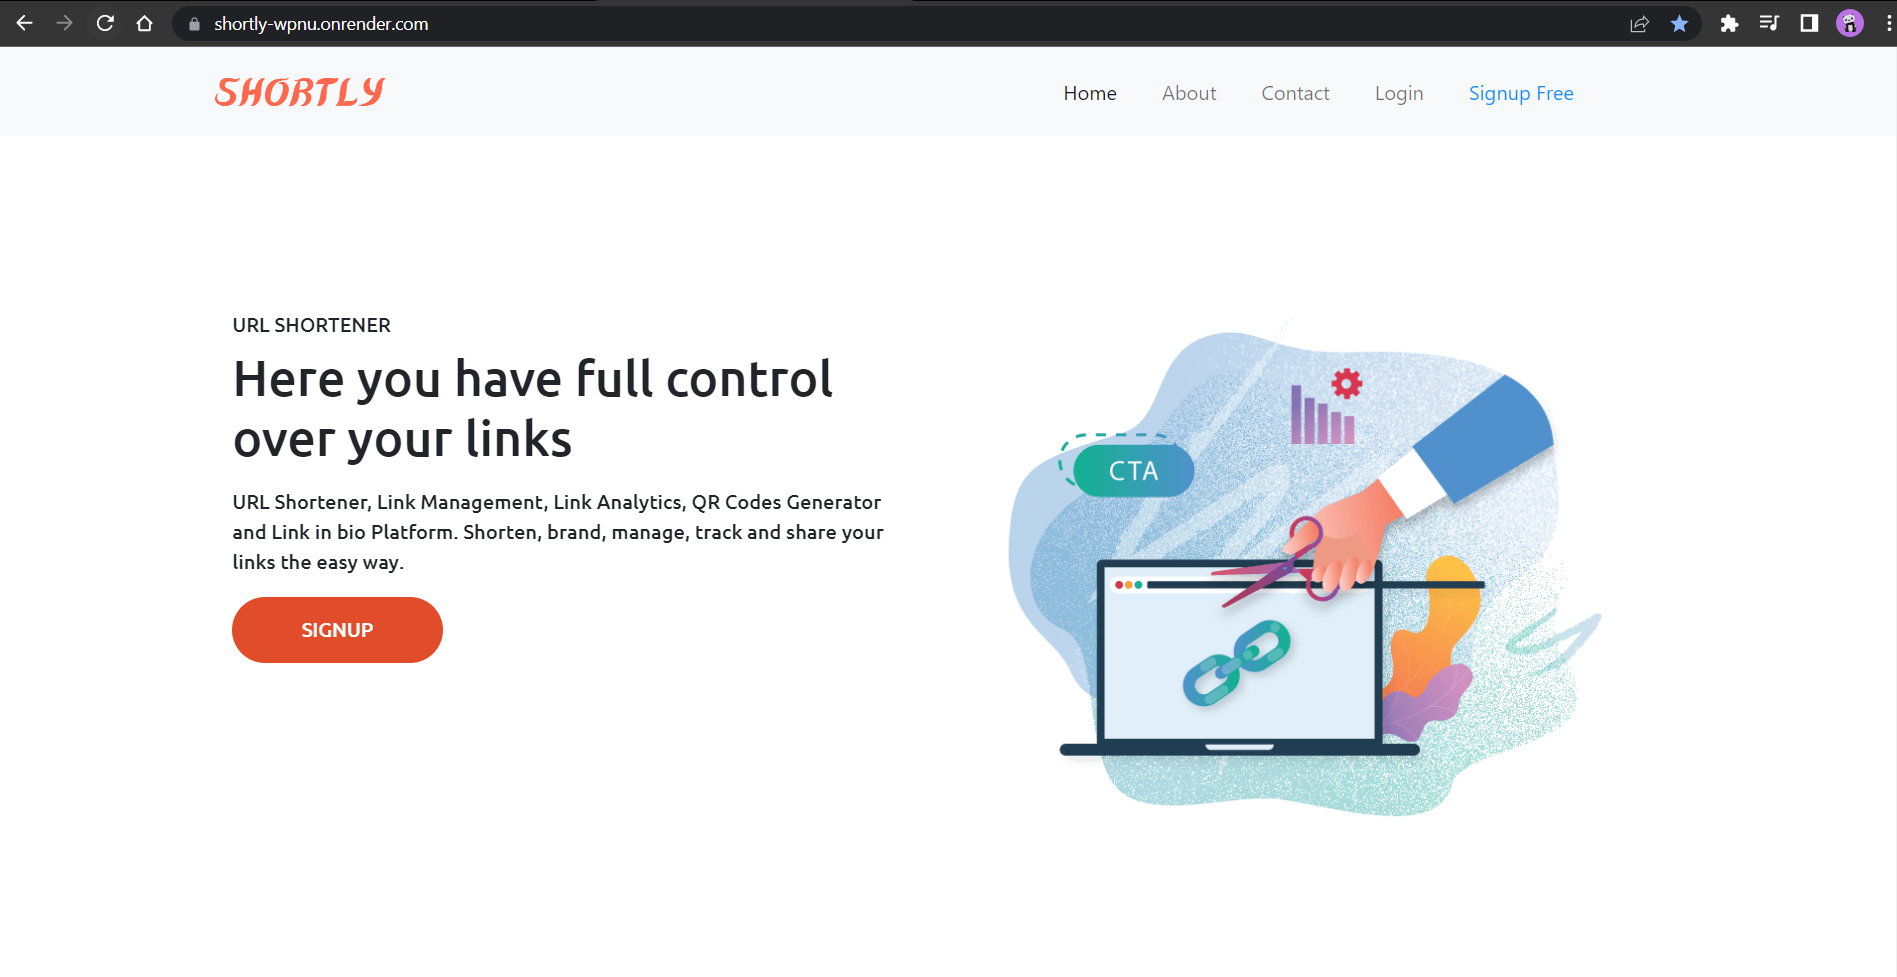 shortly-wpnu.onrender.com
SHORTLY
Home About Contact Login Signup Free
URL SHORTENER
Here you have full control
over your links
URL Shortener, Link Management, Link Analytics, QR Codes Generator
and Link in bio Platform. Shorten, brand, manage, track and share your
links the easy way.
SIGNUP
CTA